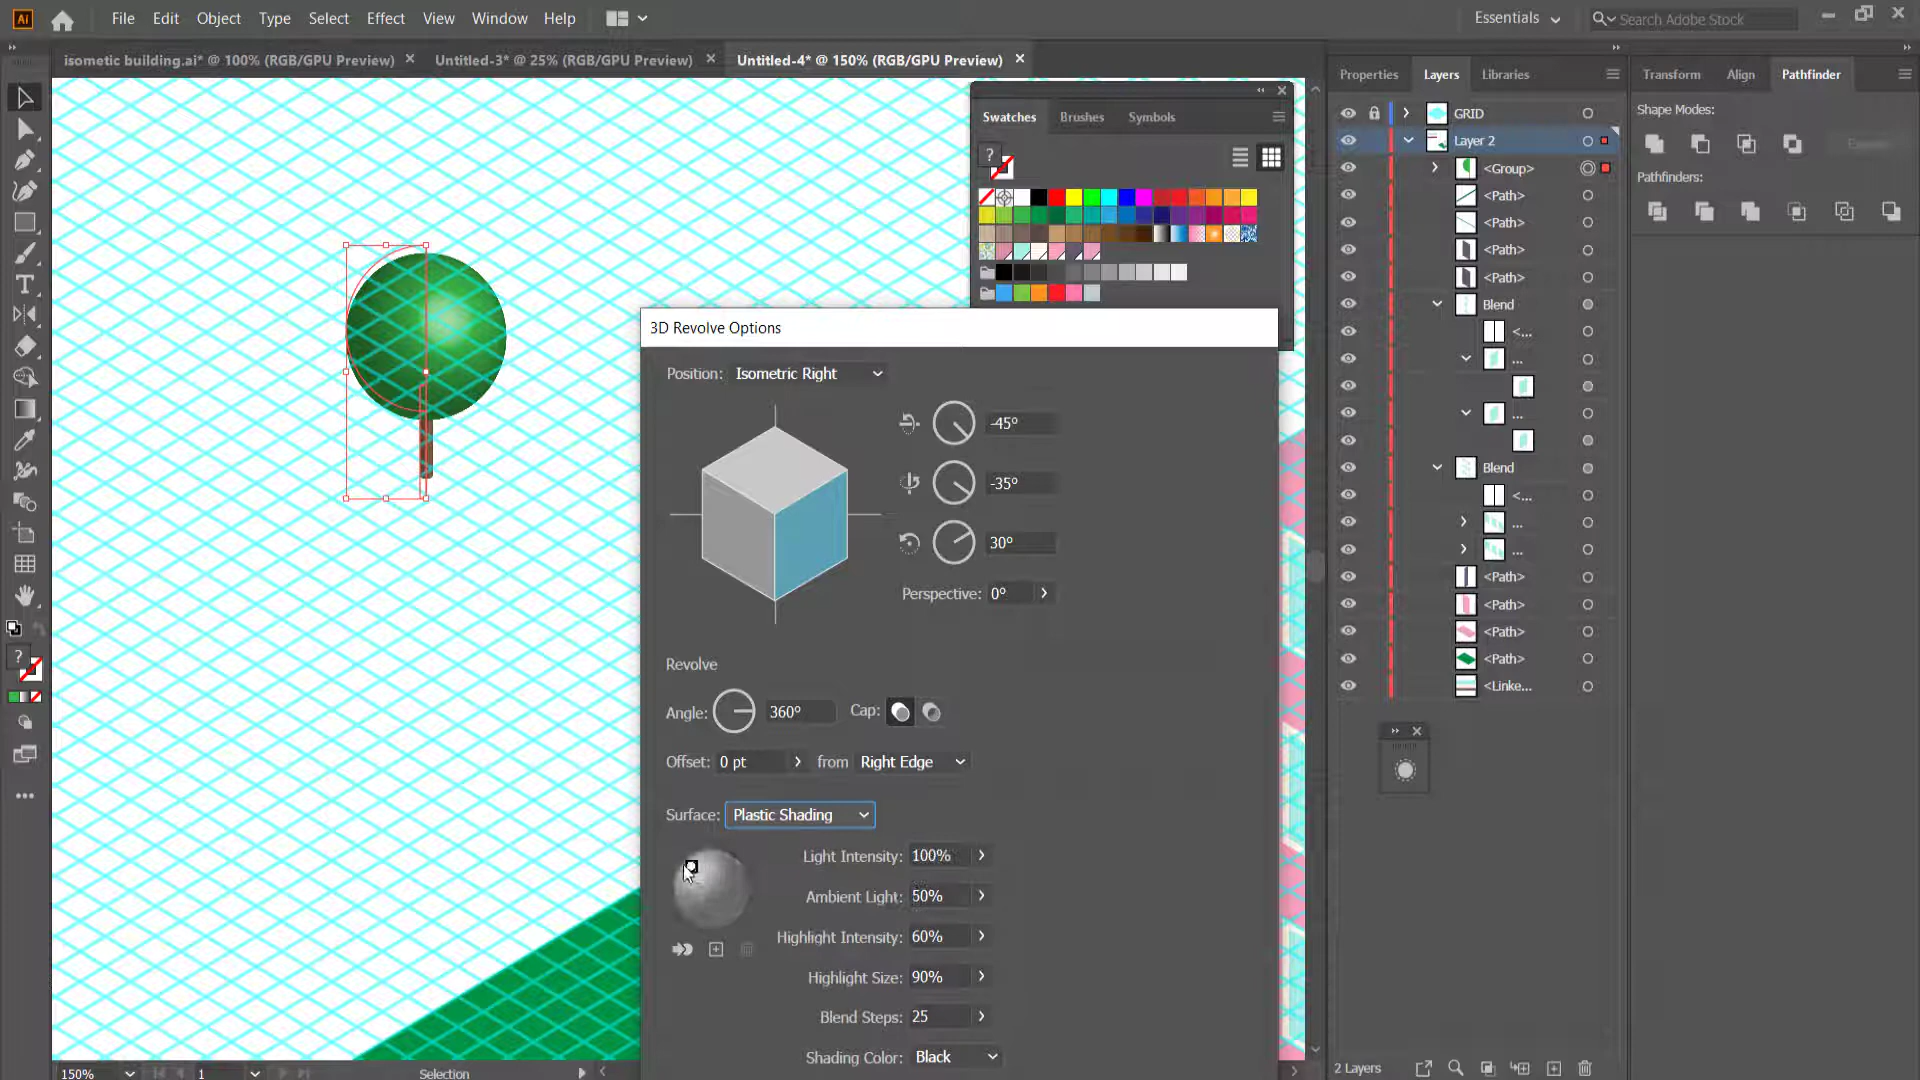 Ai File Edit Object Type Select Effect View Window Help Essentials Search Adobe Stock
isometic building.ai* @ 100% (RGB/GPU Preview) Untitled-3* @ 25% (RGB/GPU Preview) Untitled-4* @ 150% (RGB/GPU Preview)
Swatches Brushes Symbols
?
3D Revolve Options
Position: Isometric Right
-45°
-35°
30°
Perspective: 0°
Revolve
Angle: 360° Cap:
Offset: 0 pt from Right Edge
Surface: Plastic Shading
Light Intensity: 100%
Ambient Light: 50%
Highlight Intensity: 60%
Highlight Size: 90%
Blend Steps: 25
Shading Color: Black
Properties Layers Libraries
GRID
Layer 2
<Group>
<Path>
<Path>
<Path>
<Path>
Blend
<...
...
...
Blend
<...
...
...
<Path>
<Path>
<Path>
<Path>
<Linke...
2 Layers
Transform Align Pathfinder
Shape Modes:
Pathfinders:
?
150% 1 Selection